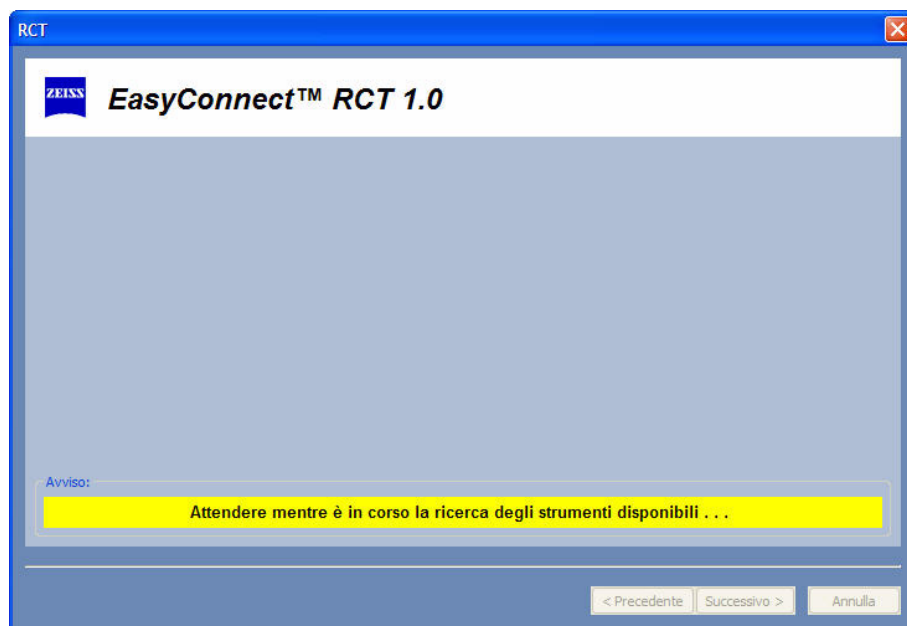 RCT
ZEISS
EasyConnect™ RCT 1.0
Avviso:
Attendere mentre è in corso la ricerca degli strumenti disponibili . . .
< Precedente Successivo > Annulla